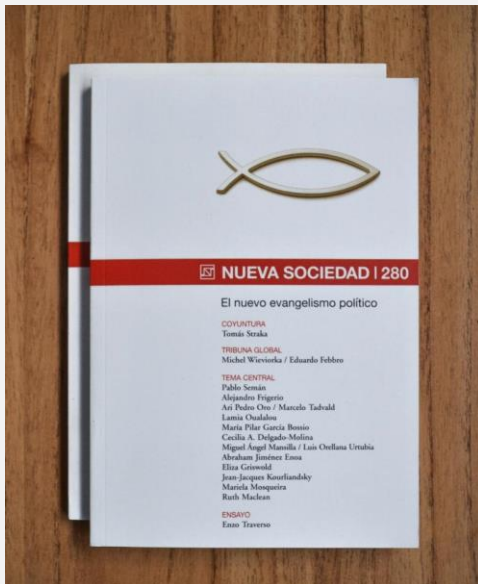 NUEVA SOCIEDAD | 280
El nuevo evangelismo político
COYUNTURA
Tomás Straka
TRIBUNA GLOBAL
Michel Wieviorka / Eduardo Febbro
TEMA CENTRAL
Pablo Semán
Alejandro Frigerio
Ari Pedro Oro / Marcelo Tadvald
Lamia Oualalou
María Pilar García Bossio
Cecilia A. Delgado-Molina
Miguel Ángel Mansilla / Luis Orellana Urtubia
Abraham Jiménez Enoa
Eliza Griswold
Jean-Jacques Kourliandsky
Mariela Mosqueira
Ruth Maclean
ENSAYO
Enzo Traverso